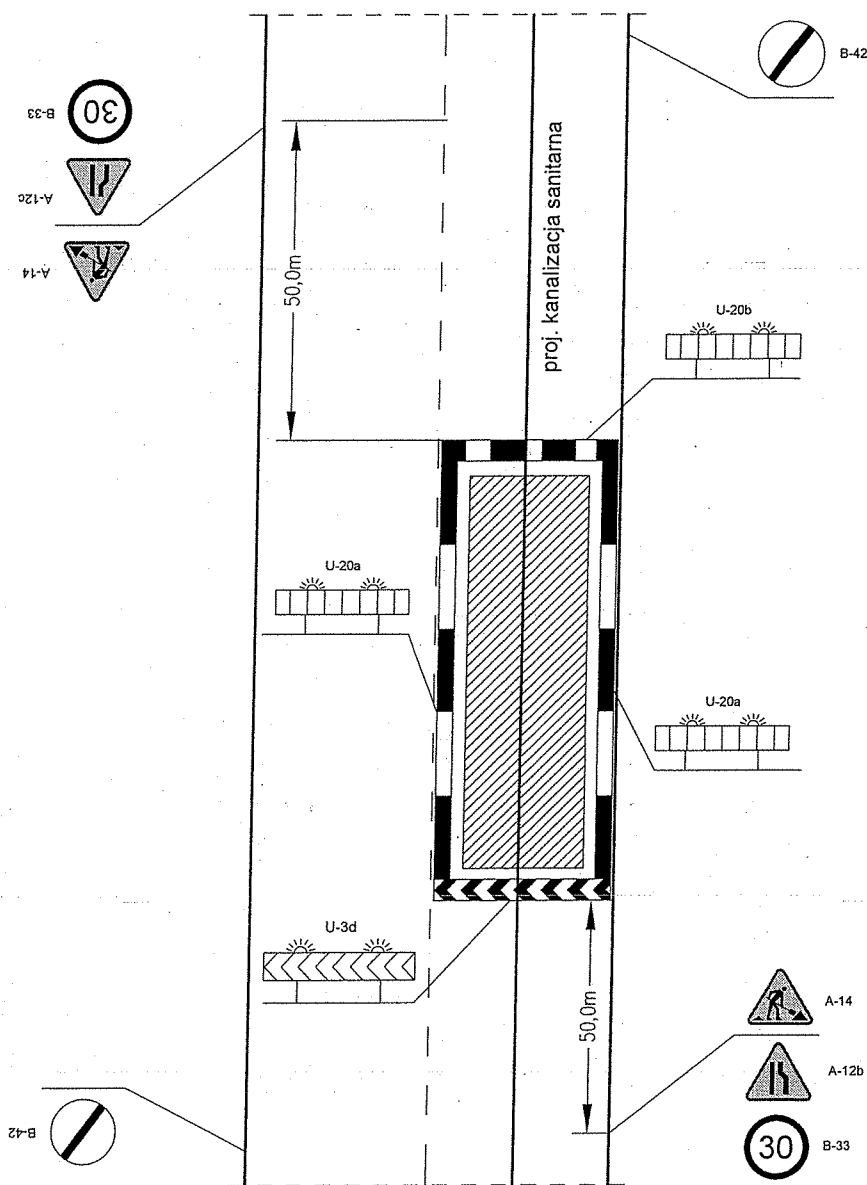 B-42
30
B-33
A-12c
A-14
50,0m
proj. kanalizacja sanitarna
U-20b
U-20a
U-20a
U-3d
50,0m
A-14
A-12b
30
B-33
B-42